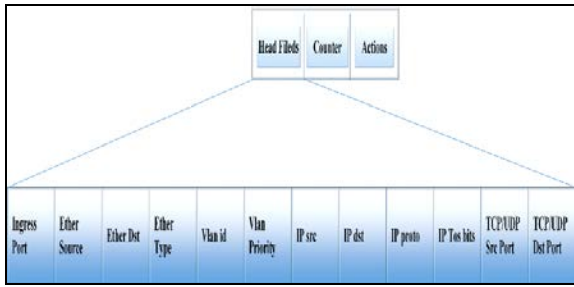 Head Fileds Counter Actions
Ingress Port
Ether Source
Ether Dst
Ether Type
Vlan id
Vlan Priority
IP src
IP dst
IP proto
IP Tos bits
TCP/UDP Src Port
TCP/UDP Dst Port